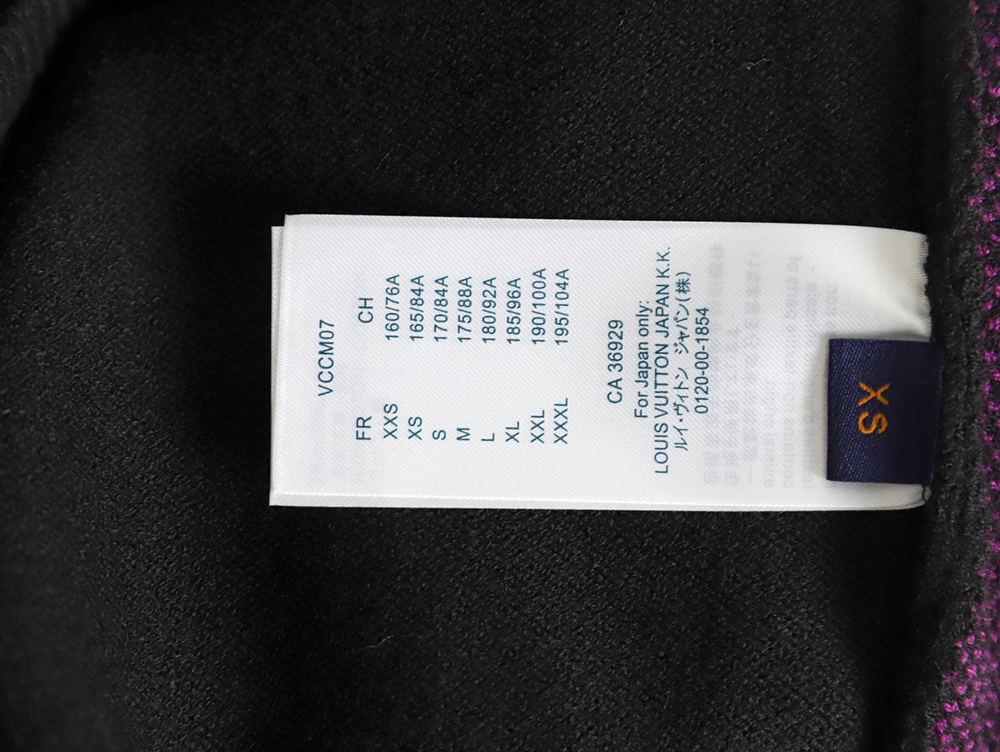 VCCM07
FR CH
XXS 160/76A
XS 165/84A
S 170/84A
M 175/88A
L 180/92A
XL 185/96A
XXL 190/100A
XXXL 195/104A
CA 36929
For Japan only:
LOUIS VUITTON JAPAN K.K.
ルイ・ヴィトン ジャパン(株)
0120-00-1854
XS